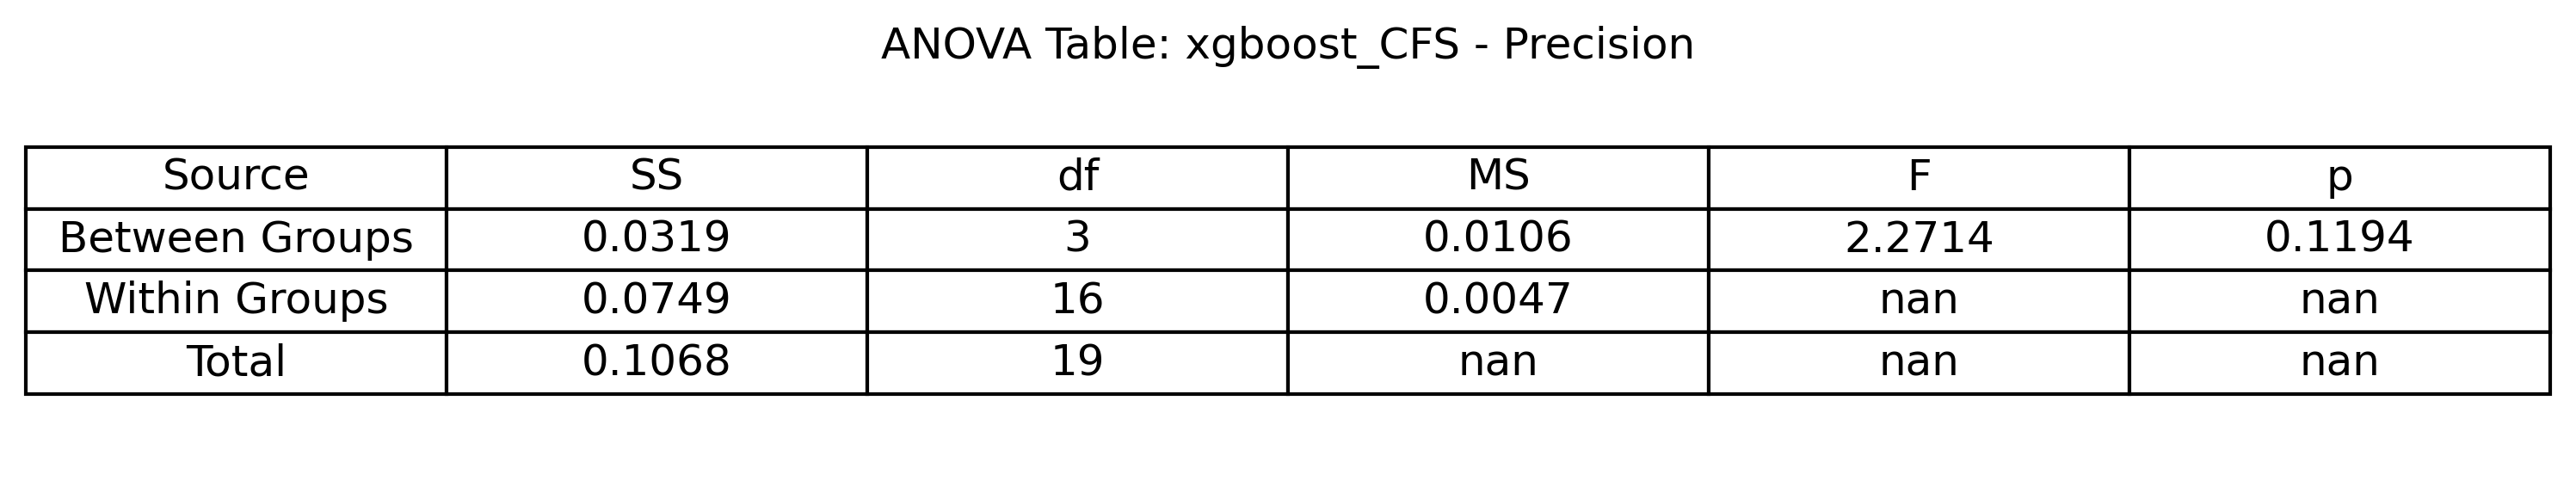 ANOVA Table: xgboost_CFS - Precision
Source SS df MS F p
Between Groups 0.0319 3 0.0106 2.2714 0.1194
Within Groups 0.0749 16 0.0047 nan nan
Total 0.1068 19 nan nan nan